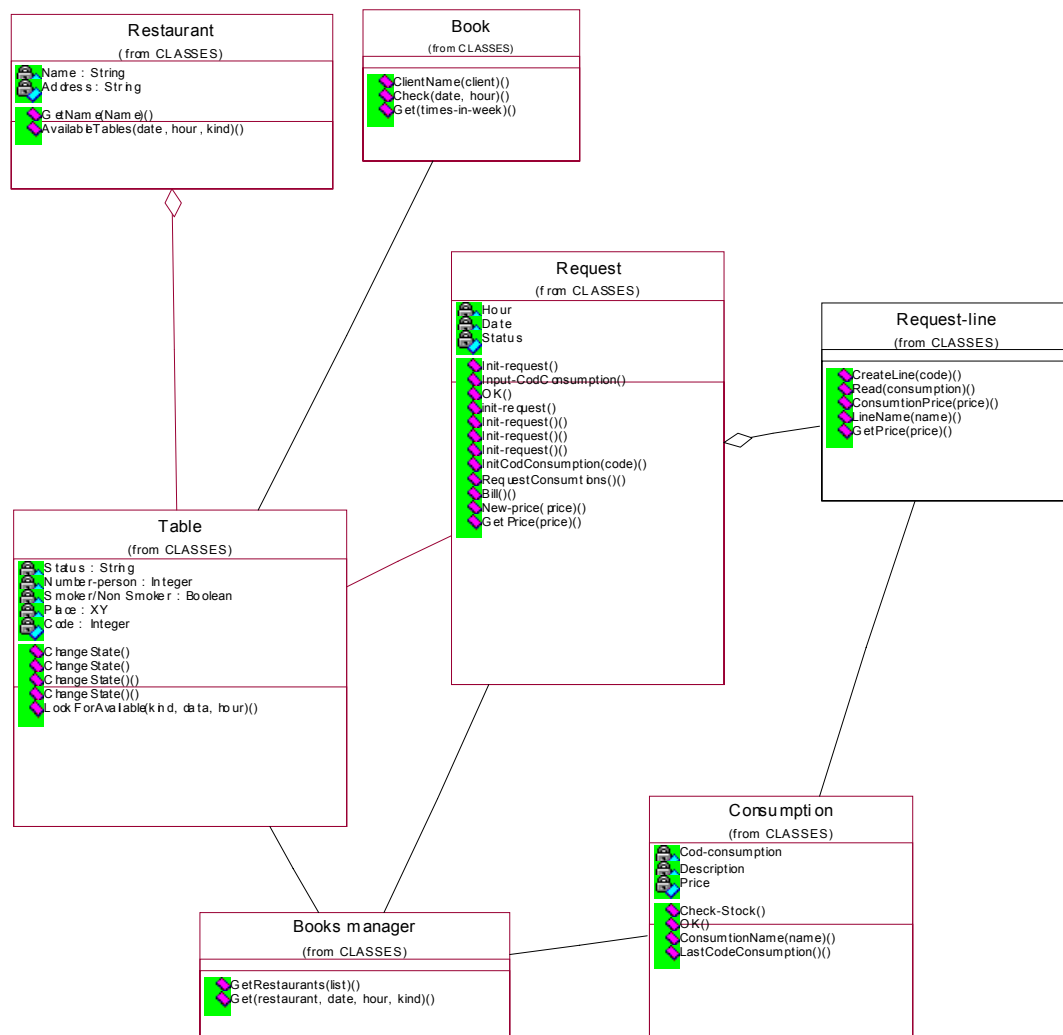 Restaurant
(from CLASSES)
Name : String
Address : String
GetName(Name)()
AvailableTables(date, hour, kind)()
Book
(from CLASSES)
ClientName(client)()
Check(date, hour)()
Get(times-in-week)()
Request
(from CLASSES)
Hour
Date
Status
Init-request()
Input-CodConsumption()
OK()
init-request()
Init-request()()
Init-request()()
Init-request()()
InitCodConsumption(code)()
RequestConsumtions()()
Bill()()
New-price(price)()
GetPrice(price)()
Request-line
(from CLASSES)
CreateLine(code)()
Read(consumption)()
ConsumtionPrice(price)()
LineName(name)()
GetPrice(price)()
Table
(from CLASSES)
Status : String
Number-person : Integer
Smoker/Non Smoker : Boolean
Place : XY
Code : Integer
ChangeState()
ChangeState()
ChangeState()()
ChangeState()()
LookForAvailable(kind, data, hour)()
Consumption
(from CLASSES)
Cod-consumption
Description
Price
Check-Stock()
OK()
ConsumtionName(name)()
LastCodeConsumption()()
Books manager
(from CLASSES)
GetRestaurants(list)()
Get(restaurant, date, hour, kind)()